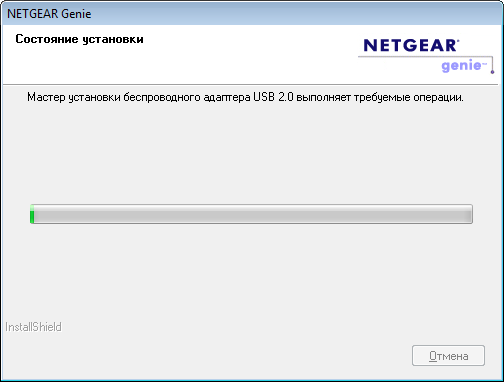 NETGEAR Genie
Состояние установки
NETGEAR®
genie™
Мастер установки беспроводного адаптера USB 2.0 выполняет требуемые операции.
InstallShield
Отмена